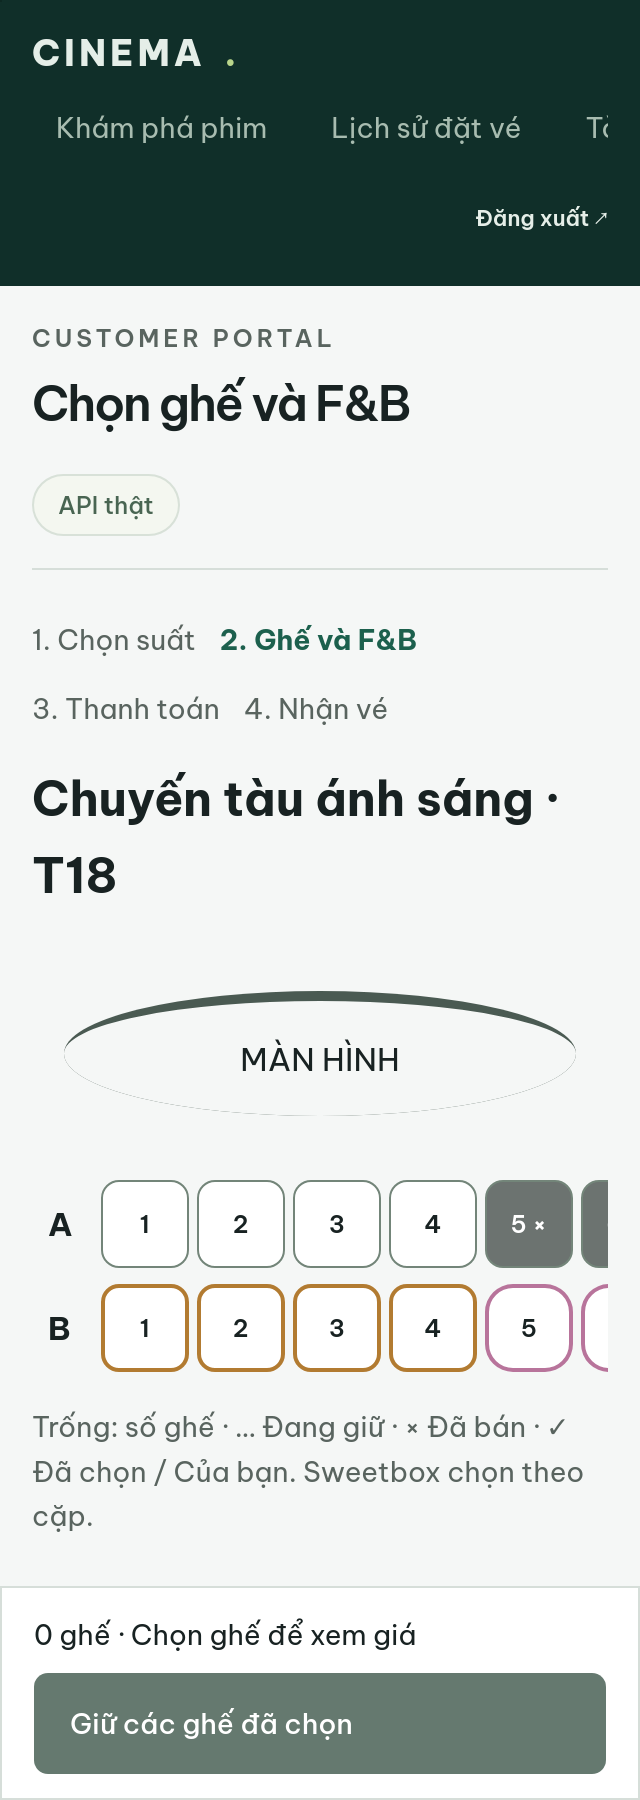 CINEMA .
Khám phá phim Lịch sử đặt vé
Đăng xuất ↗
CUSTOMER PORTAL
Chọn ghế và F&B
API thật
1. Chọn suất 2. Ghế và F&B
3. Thanh toán 4. Nhận vé
Chuyến tàu ánh sáng ·
T18
MÀN HÌNH
A 1 2 3 4 5 ×
B 1 2 3 4 5
Trống: số ghế · ... Đang giữ · × Đã bán · ✓
Đã chọn / Của bạn. Sweetbox chọn theo
cặp.
0 ghế · Chọn ghế để xem giá
Giữ các ghế đã chọn